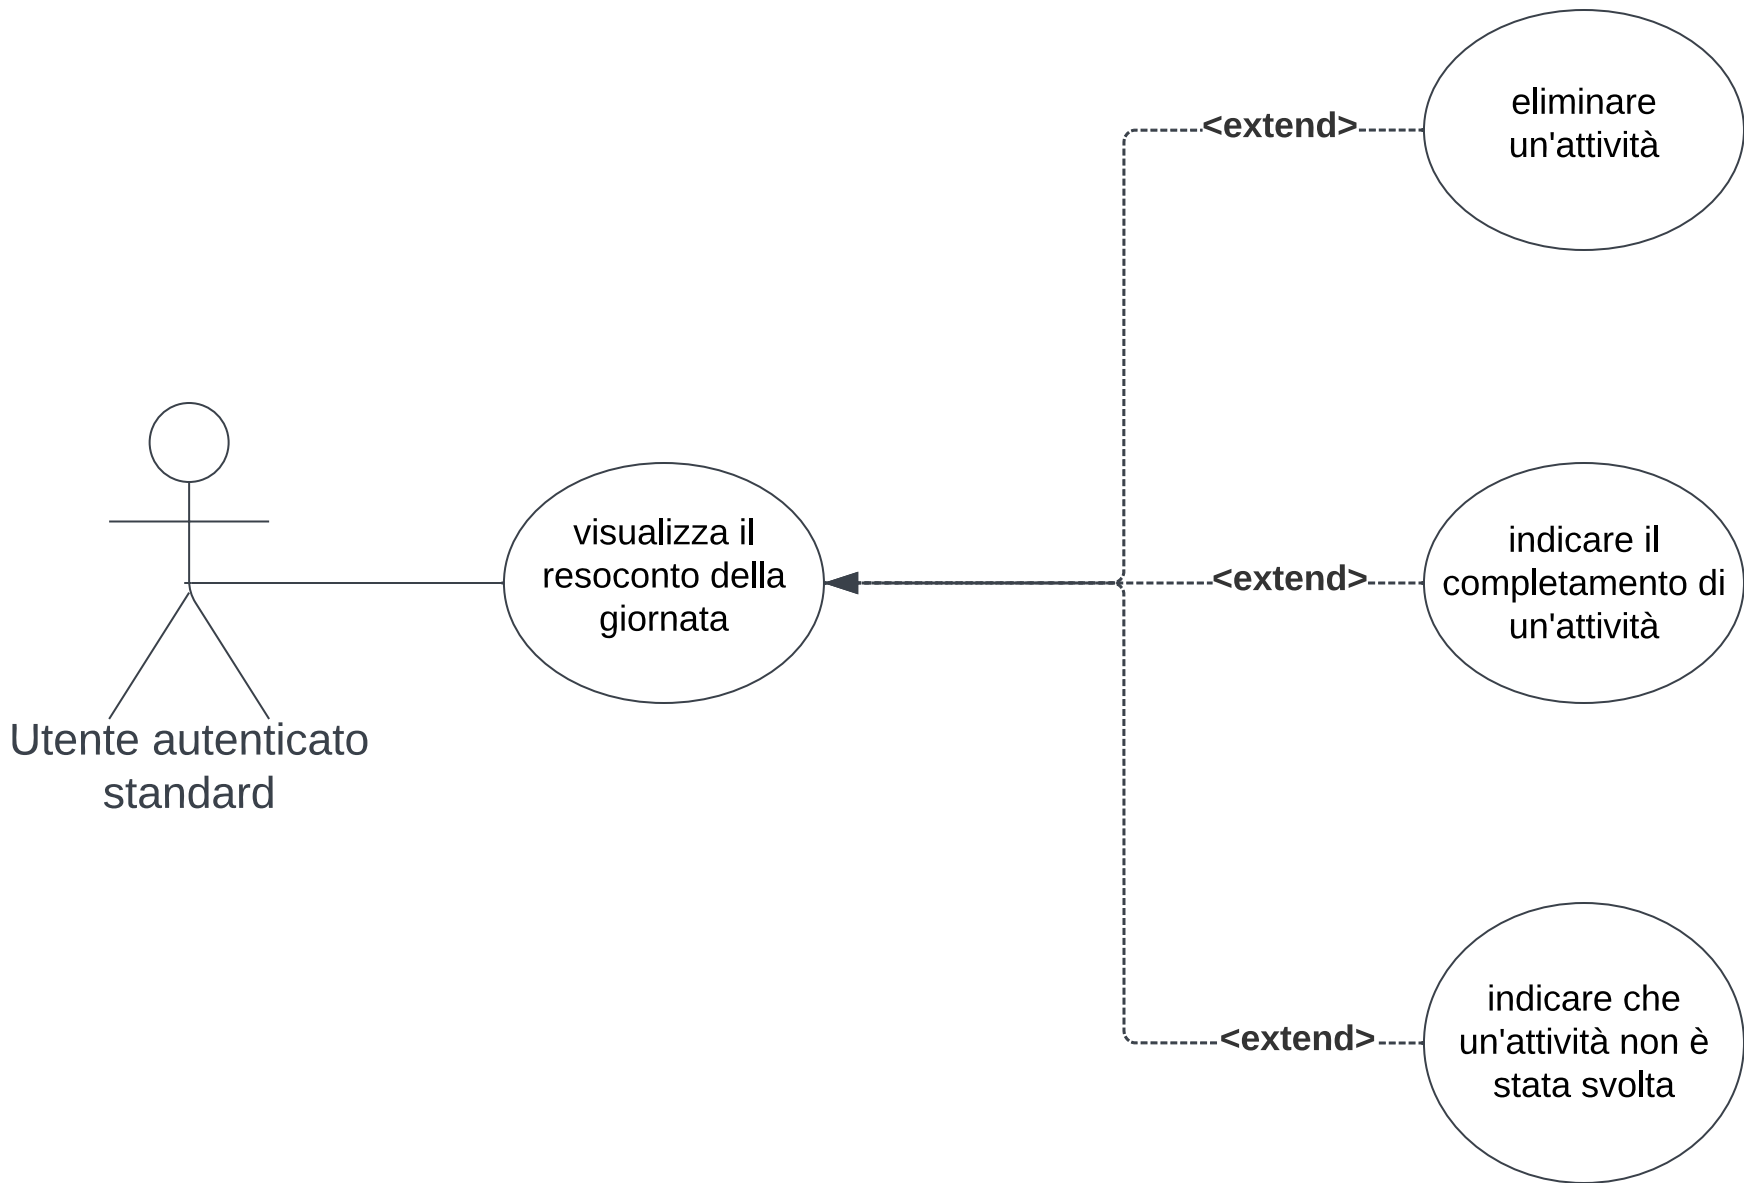 <extend>
eliminare
un'attività
visualizza il
resoconto della
giornata
<extend>
indicare il
completamento di
un'attività
Utente autenticato
standard
<extend>
indicare che
un'attività non è
stata svolta